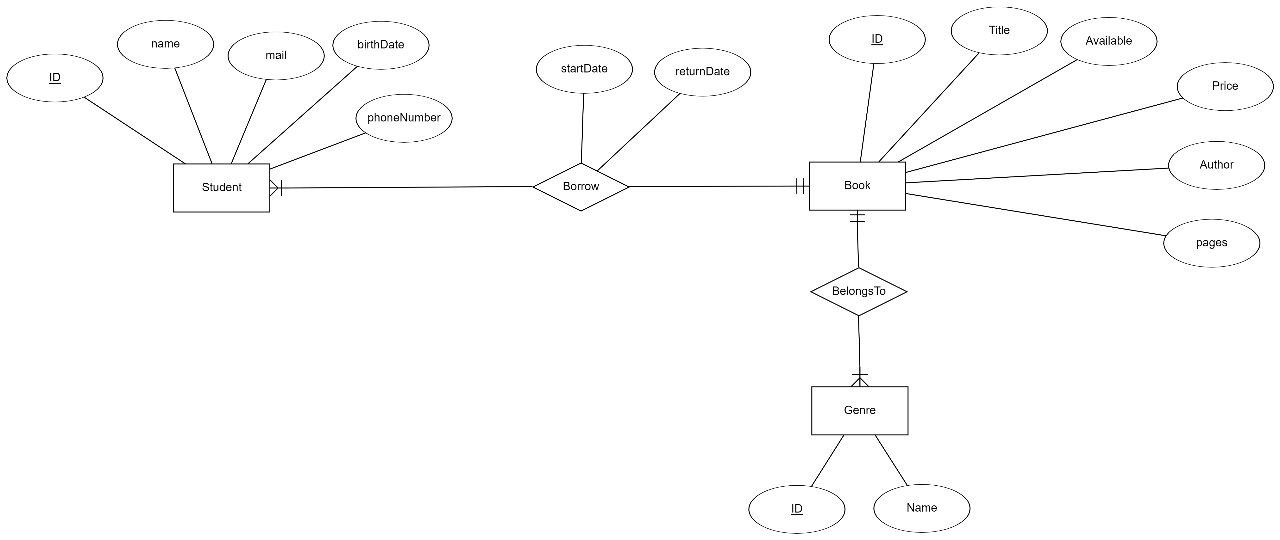 ID
name
mail
birthDate
phoneNumber
startDate
returnDate
ID
Title
Available
Price
Author
pages
Student
Borrow
Book
BelongsTo
Genre
ID
Name